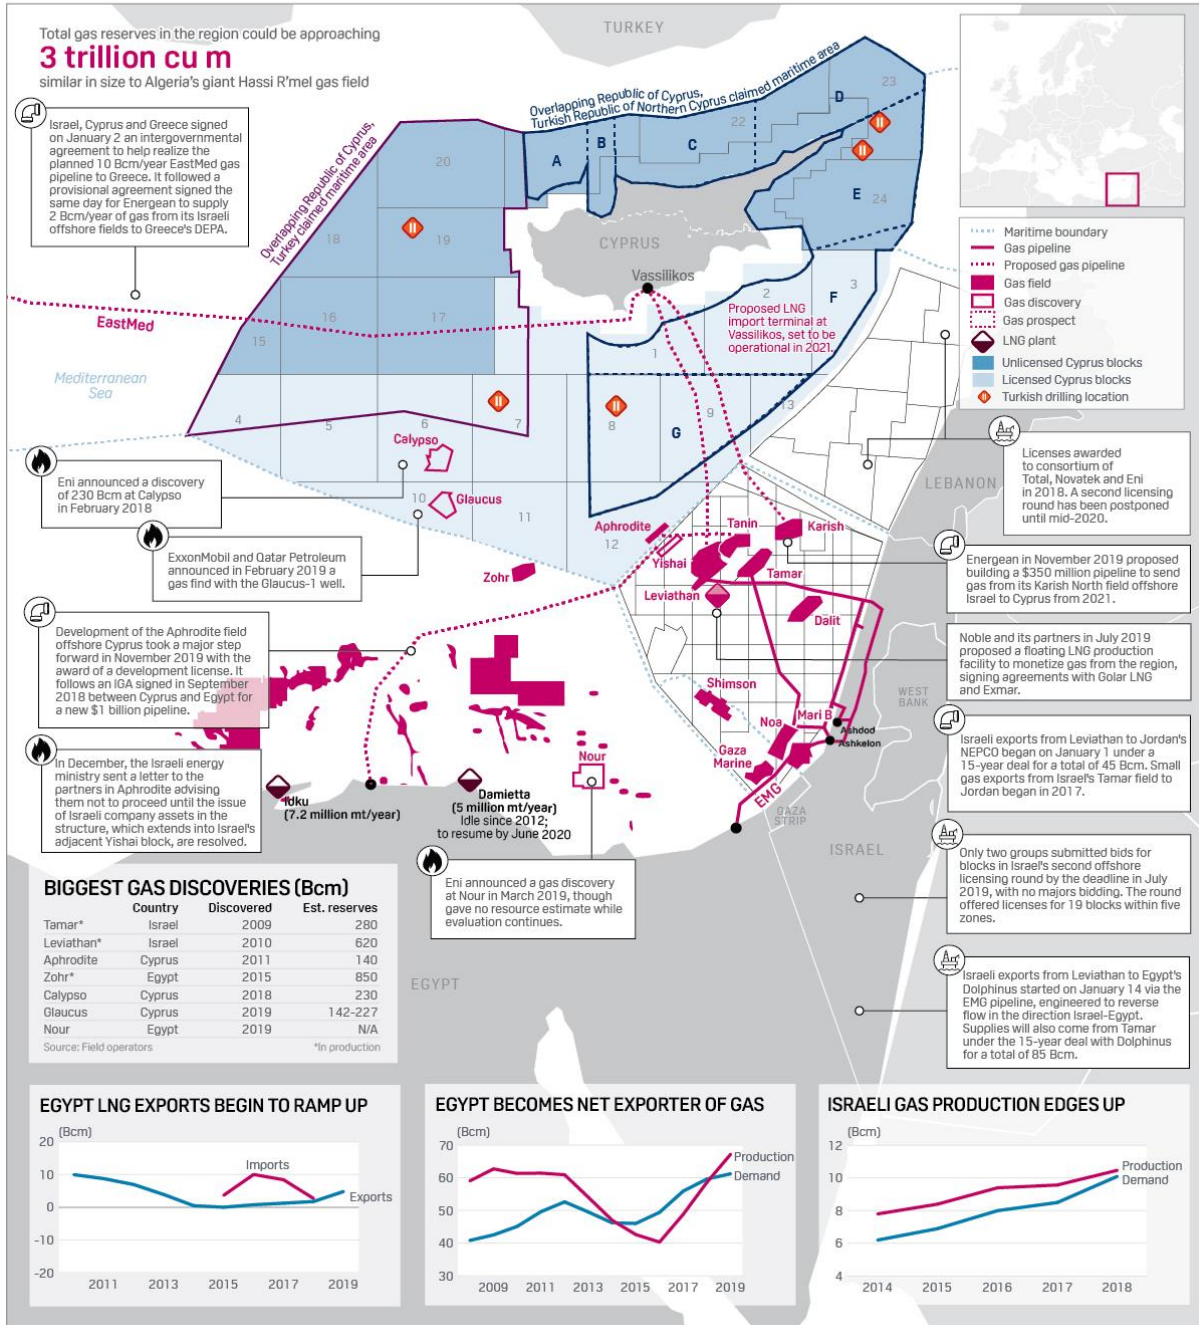 Total gas reserves in the region could be approaching
3 trillion cu m
similar in size to Algeria's giant Hassi R'mel gas field
TURKEY
Israel, Cyprus and Greece signed
on January 2 an intergovernmental
agreement to help realize the
planned 10 Bcm/year EastMed gas
pipeline to Greece. It followed a
provisional agreement signed the
same day for Energean to supply
2 Bcm/year of gas from its Israeli
offshore fields to Greece's DEPA.
Overlapping Republic of Cyprus,
Turkey claimed maritime area
Overlapping Republic of Cyprus,
Turkish Republic of Northern Cyprus claimed maritime area
A
B
C
D
E
F
G
20
22
23
24
18
19
16
17
15
1
2
3
4
5
6
7
8
9
13
10
11
12
CYPRUS
Vassilikos
Proposed LNG
import terminal at
Vassilikos, set to be
operational in 2021.
EastMed
Mediterranean
Sea
Maritime boundary
Gas pipeline
Proposed gas pipeline
Gas field
Gas discovery
Gas prospect
LNG plant
Unlicensed Cyprus blocks
Licensed Cyprus blocks
Turkish drilling location
Calypso
Glaucus
Eni announced a discovery
of 230 Bcm at Calypso
in February 2018
ExxonMobil and Qatar Petroleum
announced in February 2019 a
gas find with the Glaucus-1 well.
LEBANON
Licenses awarded
to consortium of
Total, Novatek and Eni
in 2018. A second licensing
round has been postponed
until mid-2020.
Aphrodite
Tanin
Karish
Yishai
Tamar
Zohr
Leviathan
Dalit
Energean in November 2019 proposed
building a $350 million pipeline to send
gas from its Karish North field offshore
Israel to Cyprus from 2021.
Development of the Aphrodite field
offshore Cyprus took a major step
forward in November 2019 with the
award of a development license. It
follows an IGA signed in September
2018 between Cyprus and Egypt for
a new $1 billion pipeline.
Noble and its partners in July 2019
proposed a floating LNG production
facility to monetize gas from the region,
signing agreements with Golar LNG
and Exmar.
Shimson
WEST
BANK
Noa
Mari B
Ashdod
Ashkelon
Gaza
Marine
EMG
GAZA
STRIP
Nour
Israeli exports from Leviathan to Jordan's
NEPCO began on January 1 under a
15-year deal for a total of 45 Bcm. Small
gas exports from Israel's Tamar field to
Jordan began in 2017.
In December, the Israeli energy
ministry sent a letter to the
partners in Aphrodite advising
them not to proceed until the issue
of Israeli company assets in the
structure, which extends into Israel's
adjacent Yishai block, are resolved.
Idku
(7.2 million mt/year)
Damietta
(5 million mt/year)
Idle since 2012;
to resume by June 2020
ISRAEL
Only two groups submitted bids for
blocks in Israel's second offshore
licensing round by the deadline in July
2019, with no majors bidding. The round
offered licenses for 19 blocks within five
zones.
Eni announced a gas discovery
at Nour in March 2019, though
gave no resource estimate while
evaluation continues.
EGYPT
Israeli exports from Leviathan to Egypt's
Dolphinus started on January 14 via the
EMG pipeline, engineered to reverse
flow in the direction Israel-Egypt.
Supplies will also come from Tamar
under the 15-year deal with Dolphinus
for a total of 85 Bcm.
BIGGEST GAS DISCOVERIES (Bcm)
Country Discovered Est. reserves
Tamar* Israel 2009 280
Leviathan* Israel 2010 620
Aphrodite Cyprus 2011 140
Zohr* Egypt 2015 850
Calypso Cyprus 2018 230
Glaucus Cyprus 2019 142-227
Nour Egypt 2019 N/A
Source: Field operators *In production
EGYPT LNG EXPORTS BEGIN TO RAMP UP
(Bcm)
20
10
0
-10
-20
Imports
Exports
2011 2013 2015 2017 2019
EGYPT BECOMES NET EXPORTER OF GAS
(Bcm)
70
60
50
40
30
Production
Demand
2009 2011 2013 2015 2017 2019
ISRAELI GAS PRODUCTION EDGES UP
(Bcm)
12
10
8
6
4
Production
Demand
2014 2015 2016 2017 2018